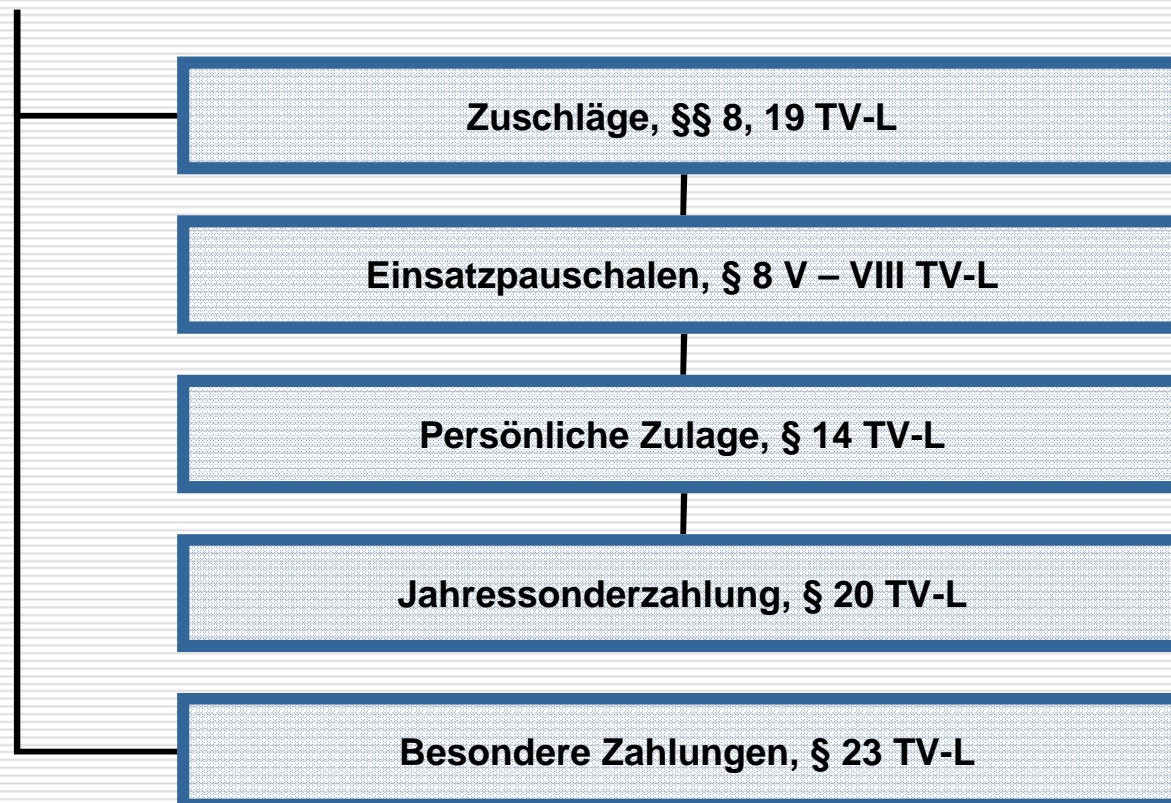 Zuschläge, §§ 8, 19 TV-L
Einsatzpauschalen, § 8 V – VIII TV-L
Persönliche Zulage, § 14 TV-L
Jahressonderzahlung, § 20 TV-L
Besondere Zahlungen, § 23 TV-L